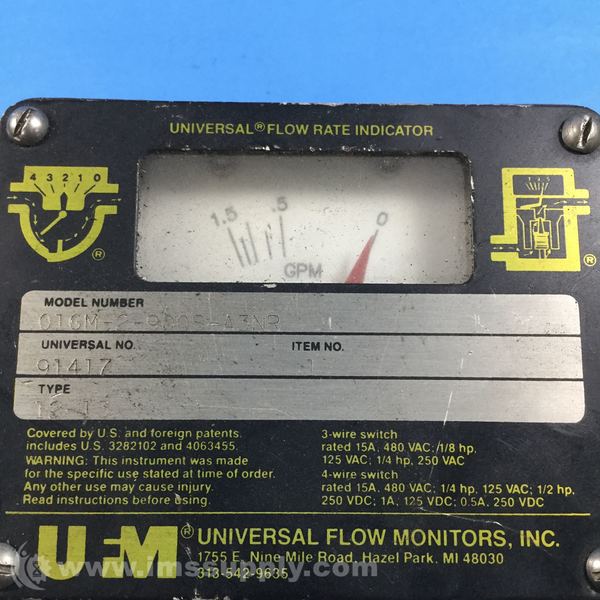 UNIVERSAL® FLOW RATE INDICATOR
4 3 2 1 0
1.5 .5 0
GPM
MODEL NUMBER
UNIVERSAL NO.
ITEM NO.
91417
TYPE
Covered by U.S. and foreign patents.
includes U.S. 3282102 and 4063455.
WARNING: This instrument was made
for the specific use stated at time of order.
Any other use may cause injury.
Read instructions before using.
3-wire switch
rated 15A, 480 VAC; 1/8 hp,
125 VAC; 1/4 hp, 250 VAC
4-wire switch
rated 15A, 480 VAC; 1/4 hp, 125 VAC; 1/2 hp,
250 VDC; 1A, 125 VDC; 0.5A, 250 VDC
UFM® UNIVERSAL FLOW MONITORS, INC.
1755 E. Nine Mile Road, Hazel Park, MI 48030
313-542-9635
www.imssupply.com